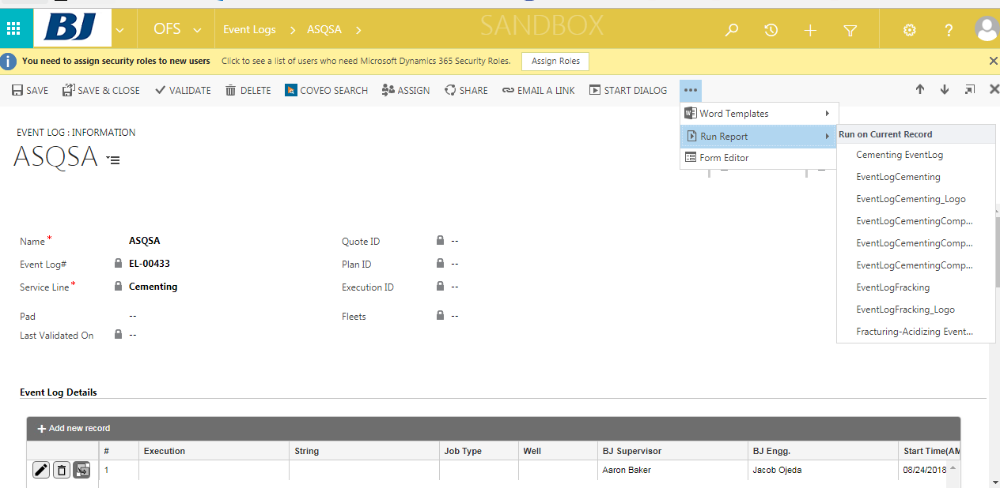 BJ OFS Event Logs ASQSA SANDBOX
You need to assign security roles to new users Click to see a list of users who need Microsoft Dynamics 365 Security Roles. Assign Roles
SAVE SAVE & CLOSE VALIDATE DELETE COVEO SEARCH ASSIGN SHARE EMAIL A LINK START DIALOG •••
Word Templates
Run Report
Form Editor
Run on Current Record
Cementing EventLog
EventLogCementing
EventLogCementing_Logo
EventLogCementingComp...
EventLogCementingComp...
EventLogCementingComp...
EventLogFracking
EventLogFracking_Logo
Fracturing-Acidizing Event...
EVENT LOG : INFORMATION
ASQSA
Name* ASQSA Quote ID --
Event Log# EL-00433 Plan ID --
Service Line* Cementing Execution ID --
Pad -- Fleets --
Last Validated On --
Event Log Details
+ Add new record
# Execution String Job Type Well BJ Supervisor BJ Engg. Start Time(AM
1 Aaron Baker Jacob Ojeda 08/24/2018